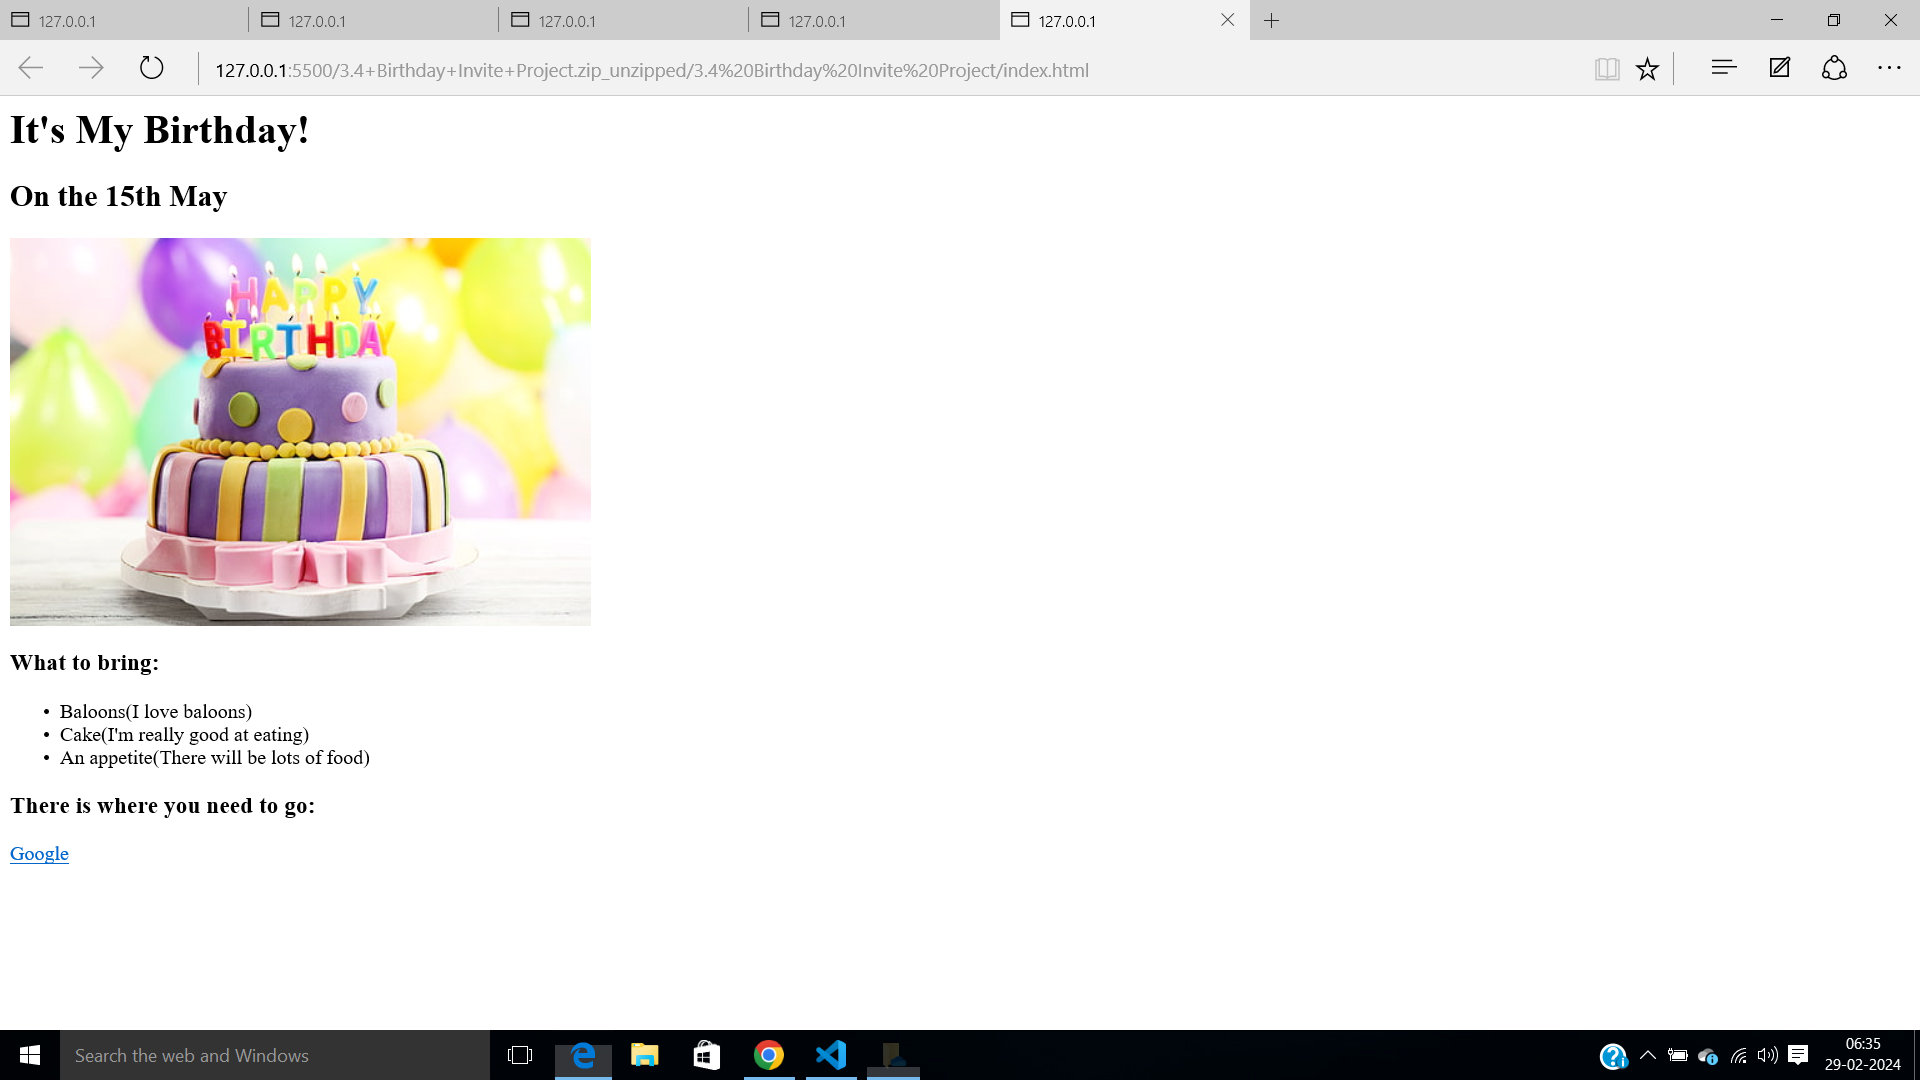 127.0.0.1
127.0.0.1
127.0.0.1
127.0.0.1
127.0.0.1
127.0.0.1:5500/3.4+Birthday+Invite+Project.zip_unzipped/3.4%20Birthday%20Invite%20Project/index.html
It's My Birthday!
On the 15th May
HAPPY
BIRTHDAY
What to bring:
• Baloons(I love baloons)
• Cake(I'm really good at eating)
• An appetite(There will be lots of food)
There is where you need to go:
Google
Search the web and Windows
06:35
29-02-2024